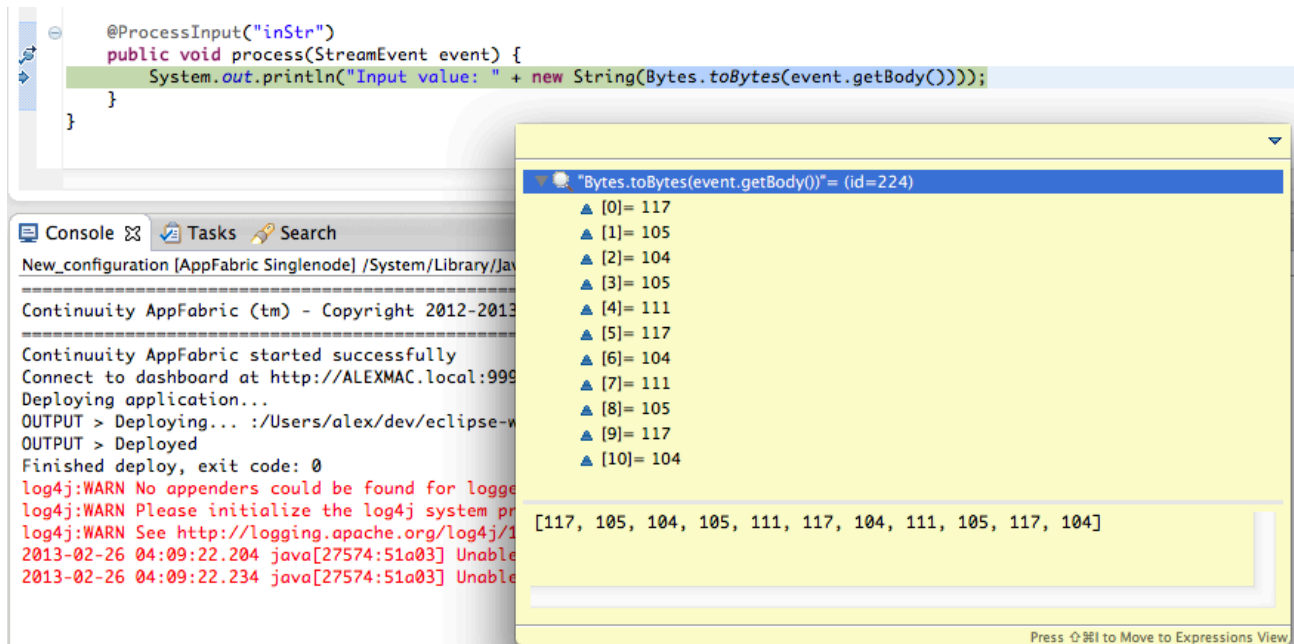 @ProcessInput("inStr")
public void process(StreamEvent event) {
System.out.println("Input value: " + new String(Bytes.toBytes(event.getBody())));
}
}
"Bytes.toBytes(event.getBody())"= (id=224)
[0]= 117
[1]= 105
[2]= 104
[3]= 105
[4]= 111
[5]= 117
[6]= 104
[7]= 111
[8]= 105
[9]= 117
[10]= 104
[117, 105, 104, 105, 111, 117, 104, 111, 105, 117, 104]
Press ⇧⌘I to Move to Expressions View
Console Tasks Search
New_configuration [AppFabric Singlenode] /System/Library/Jav
====================================================
Continuuity AppFabric (tm) - Copyright 2012-2013
====================================================
Continuuity AppFabric started successfully
Connect to dashboard at http://ALEXMAC.local:999
Deploying application...
OUTPUT > Deploying... :/Users/alex/dev/eclipse-w
OUTPUT > Deployed
Finished deploy, exit code: 0
log4j:WARN No appenders could be found for logge
log4j:WARN Please initialize the log4j system pr
log4j:WARN See http://logging.apache.org/log4j/1
2013-02-26 04:09:22.204 java[27574:51a03] Unable
2013-02-26 04:09:22.234 java[27574:51a03] Unable